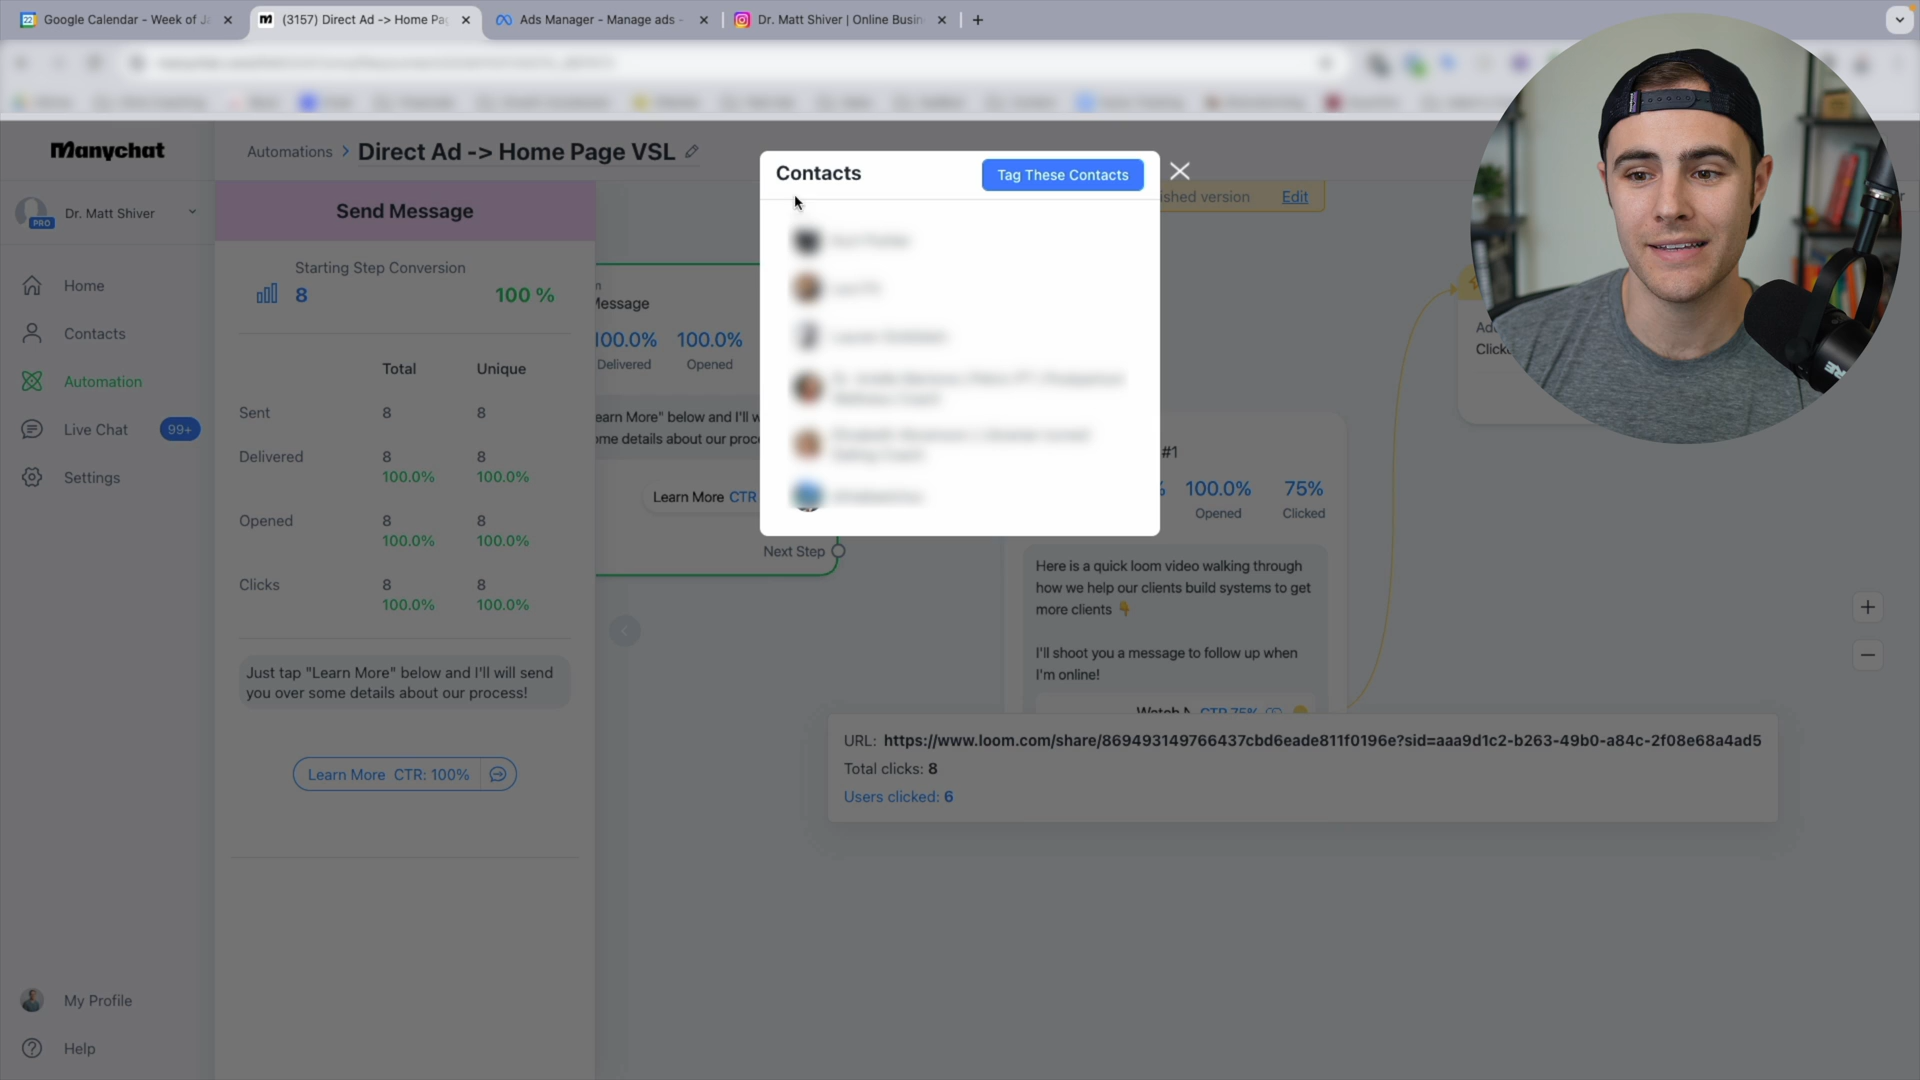 Google Calendar - Week of Ja
(3157) Direct Ad -> Home Pa
Ads Manager - Manage ads -
Dr. Matt Shiver | Online Busin
Manychat
Automations > Direct Ad -> Home Page VSL
Dr. Matt Shiver
PRO
Home
Contacts
Automation
Live Chat 99+
Settings
My Profile
Help
Send Message
Starting Step Conversion
8 100 %
Total Unique
Sent 8 8
Delivered 8 8
100.0% 100.0%
Opened 8 8
100.0% 100.0%
Clicks 8 8
100.0% 100.0%
Just tap "Learn More" below and I'll will send
you over some details about our process!
Learn More CTR: 100%
Message
100.0% 100.0%
Delivered Opened
earn More" below and I'll w
ome details about our proc
Learn More CTR
Next Step
Contacts
Tag These Contacts
ished version Edit
#1
100.0% 75%
Opened Clicked
Here is a quick loom video walking through
how we help our clients build systems to get
more clients 👇
I'll shoot you a message to follow up when
I'm online!
CTR 75%
URL: https://www.loom.com/share/869493149766437cbd6eade811f0196e?sid=aaa9d1c2-b263-49b0-a84c-2f08e68a4ad5
Total clicks: 8
Users clicked: 6